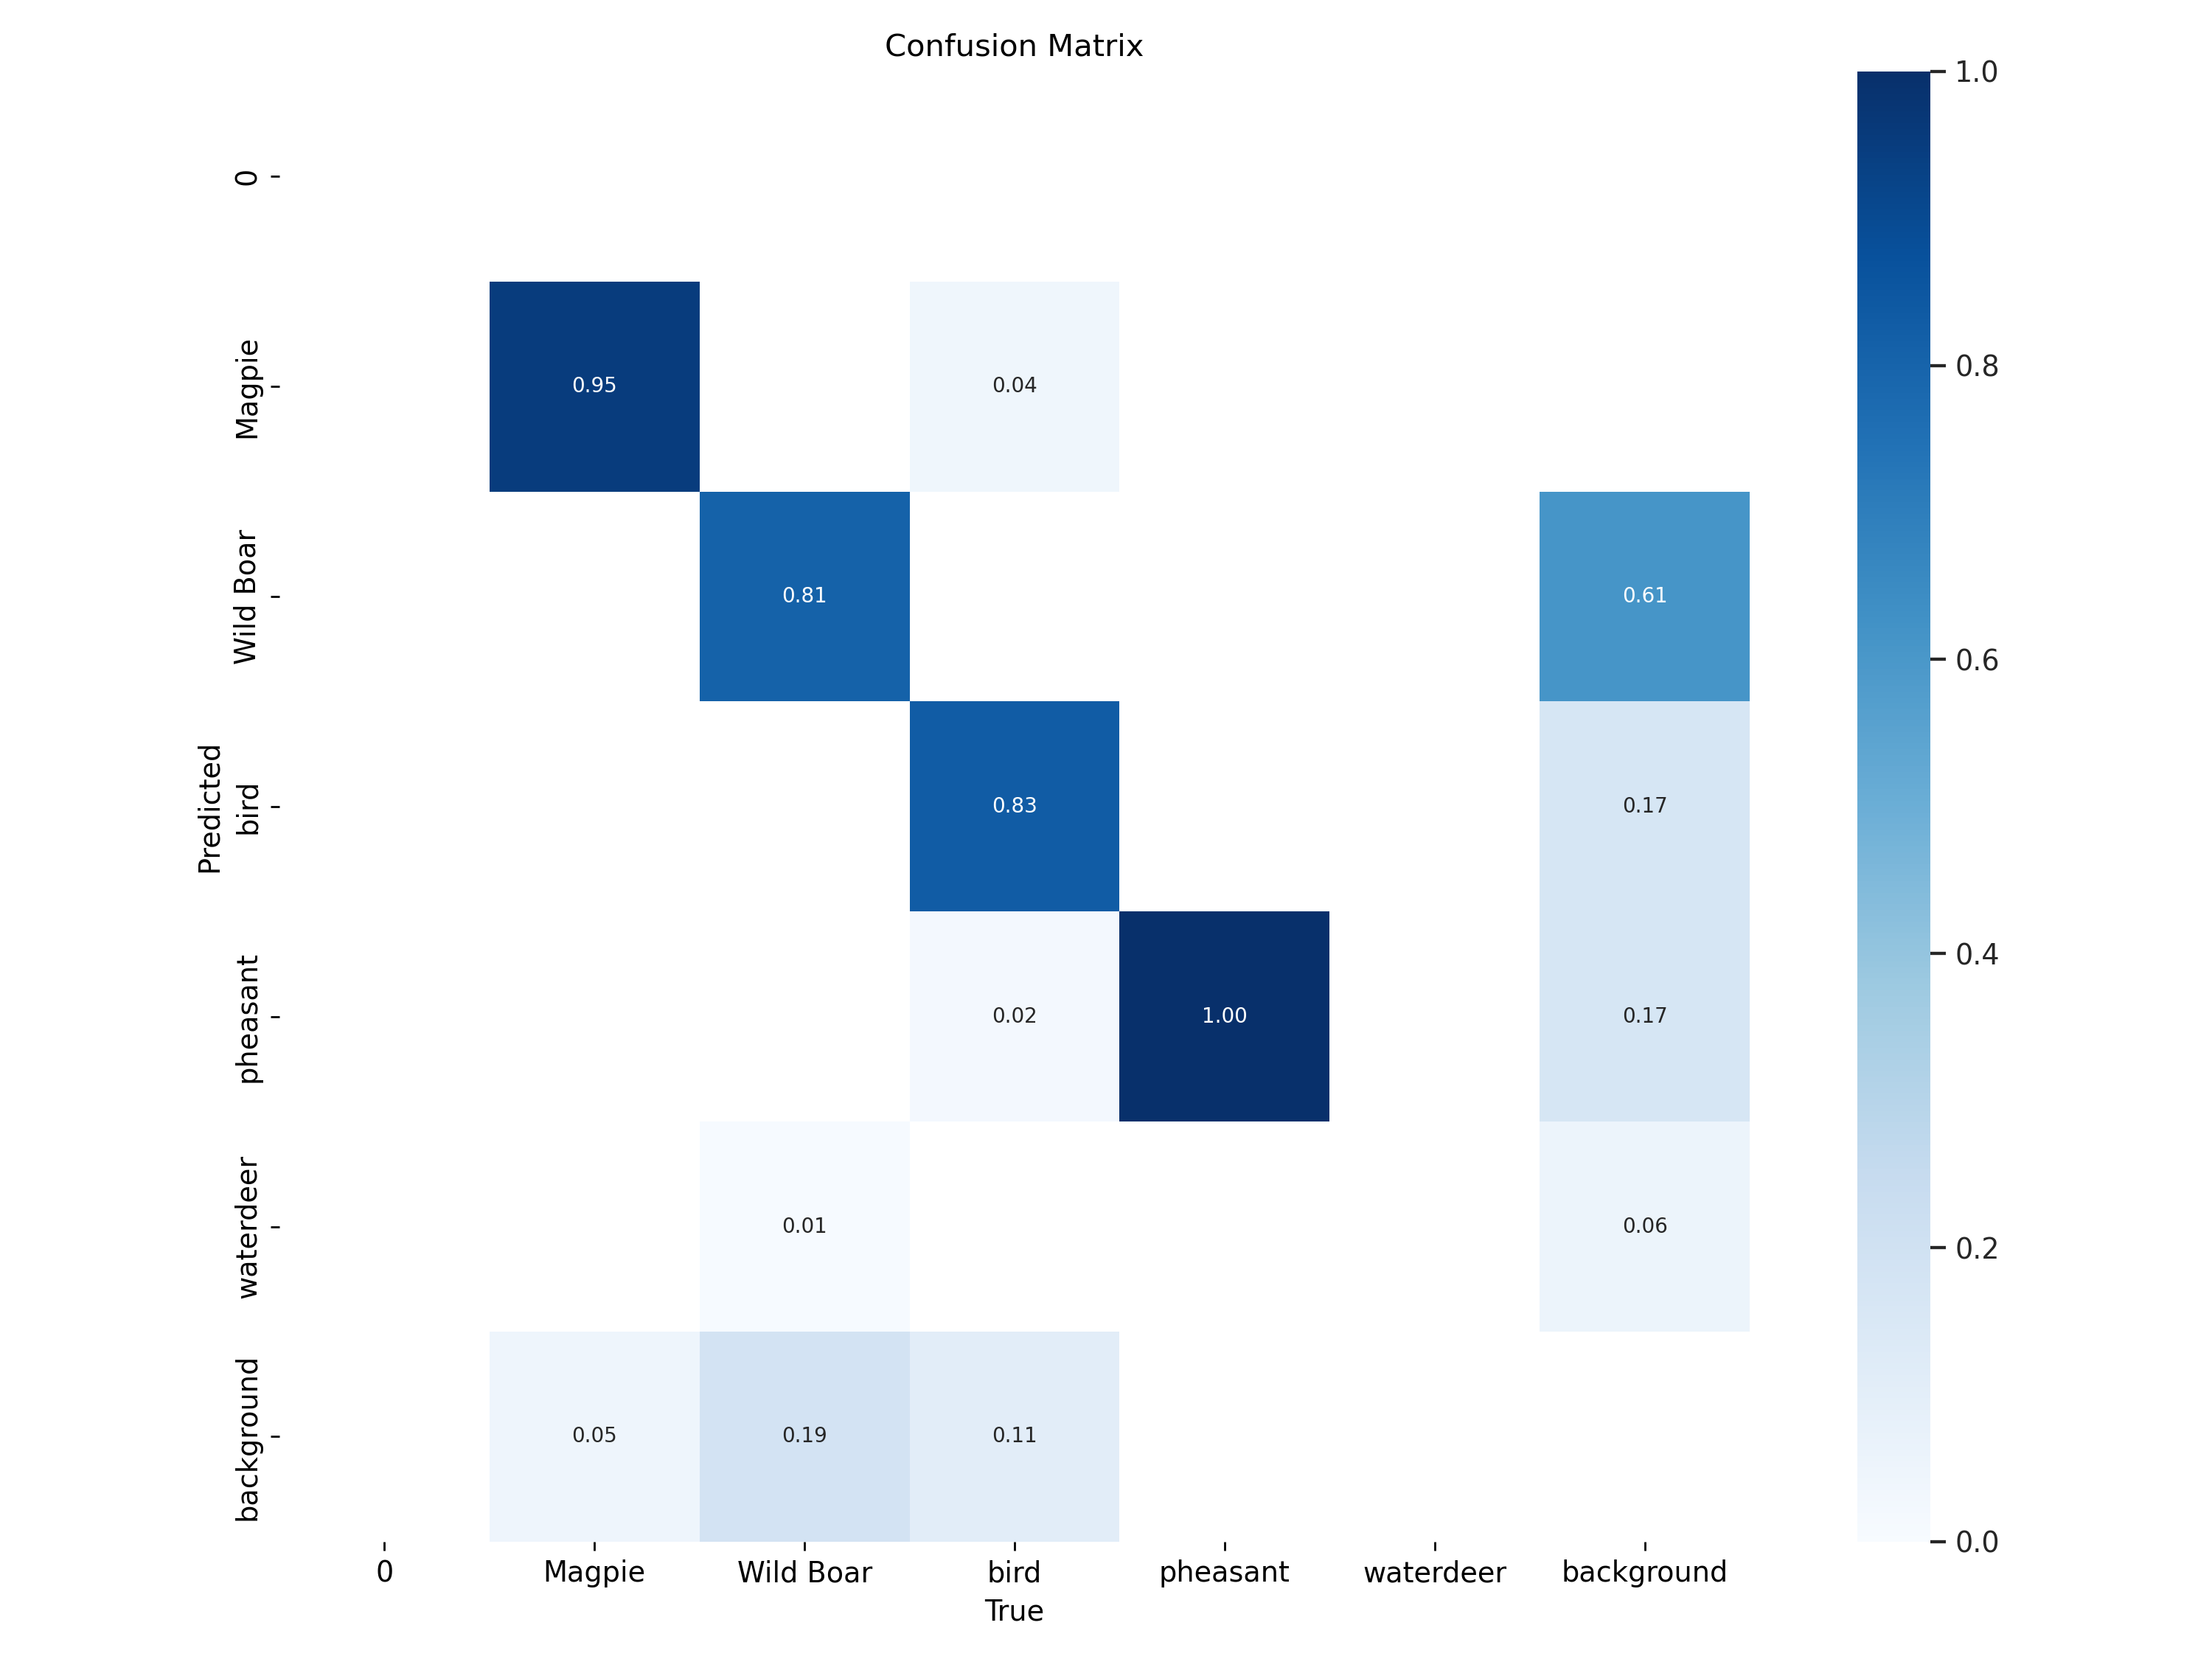 Confusion Matrix
1.0
0.8
0.6
0.4
0.2
0.0
Predicted
0
Magpie
0.95
0.04
Wild Boar
0.81
0.61
bird
0.83
0.17
pheasant
0.02
1.00
0.17
waterdeer
0.01
0.06
background
0.05
0.19
0.11
0 Magpie Wild Boar bird pheasant waterdeer background
True